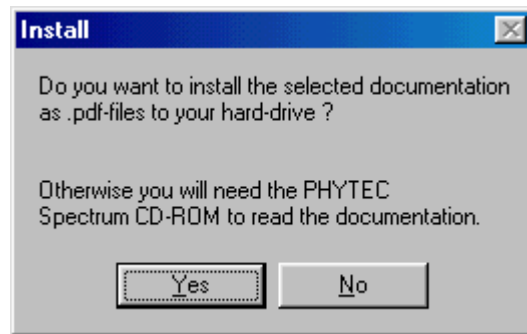 Install
Do you want to install the selected documentation
as .pdf-files to your hard-drive ?
Otherwise you will need the PHYTEC
Spectrum CD-ROM to read the documentation.
Yes No